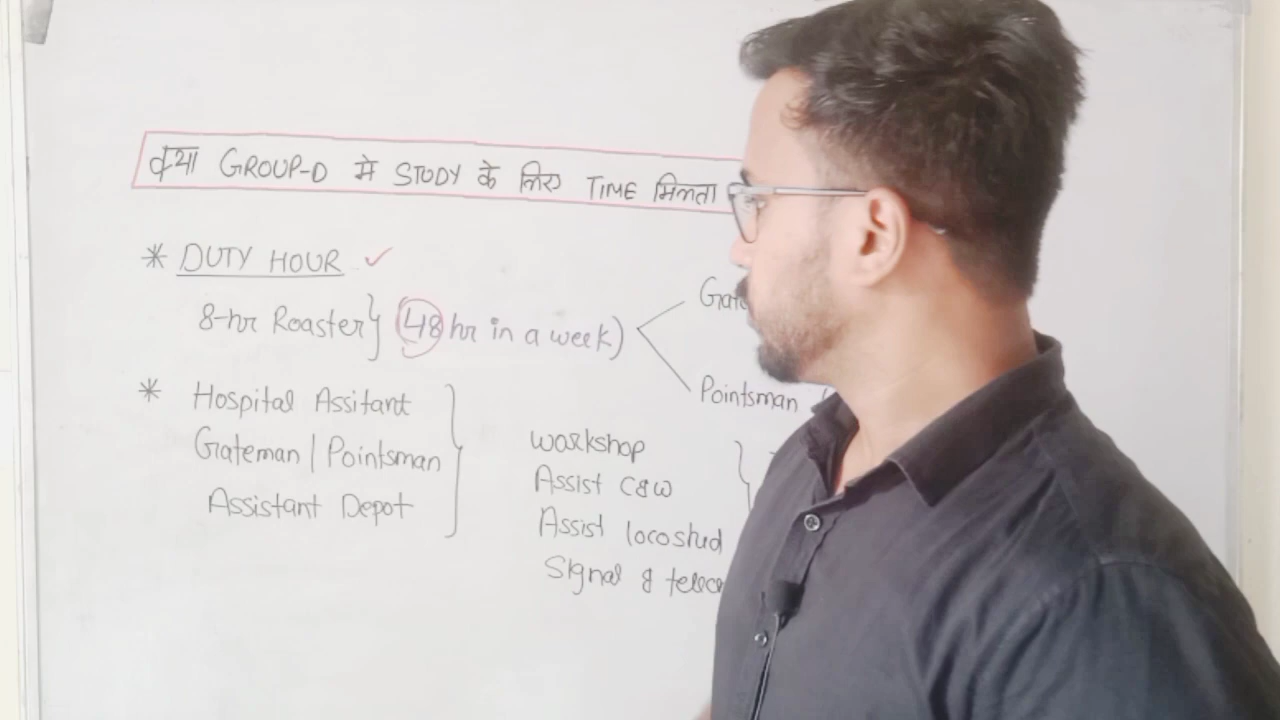 क्या GROUP-D में STUDY के लिए TIME मिलता
* DUTY HOUR ✓
8-hr Roaster} (48 hr in a week)
Gate
Pointsman
* Hospital Assitant
Gateman | Pointsman
Assistant Depot
workshop
Assist C&W
Assist locoshed
Signal & telec